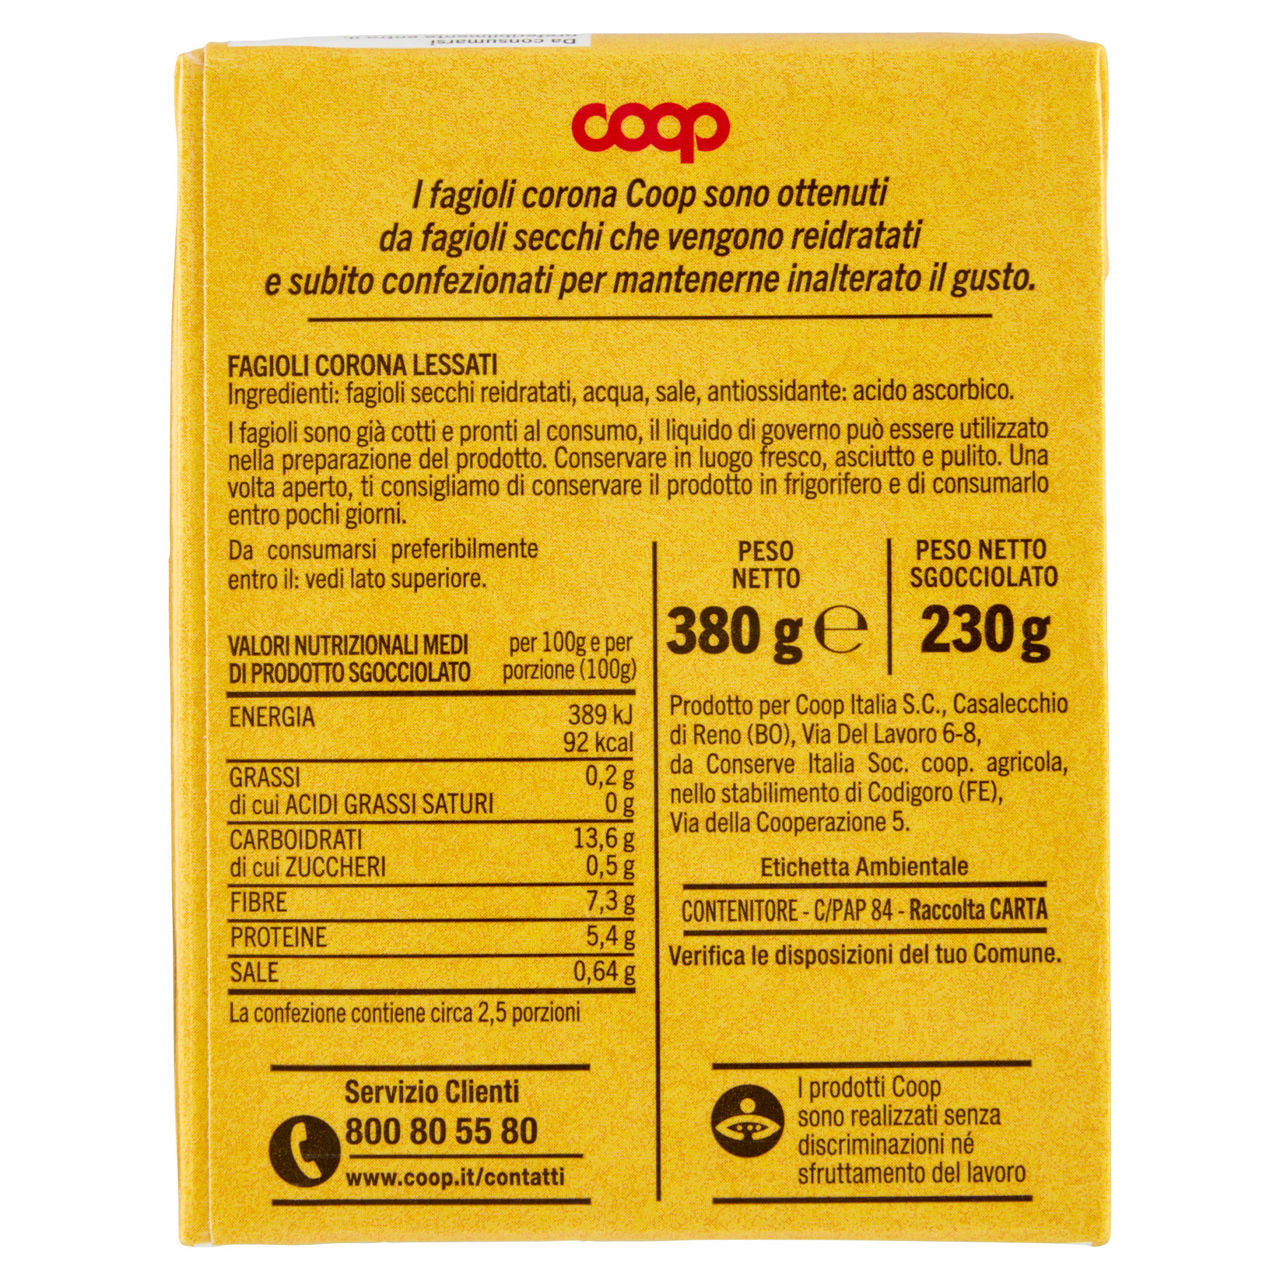 Da consumarsi
coop
I fagioli corona Coop sono ottenuti
da fagioli secchi che vengono reidratati
e subito confezionati per mantenerne inalterato il gusto.
FAGIOLI CORONA LESSATI
Ingredienti: fagioli secchi reidratati, acqua, sale, antiossidante: acido ascorbico.
I fagioli sono già cotti e pronti al consumo, il liquido di governo può essere utilizzato
nella preparazione del prodotto. Conservare in luogo fresco, asciutto e pulito. Una
volta aperto, ti consigliamo di conservare il prodotto in frigorifero e di consumarlo
entro pochi giorni.
Da consumarsi preferibilmente
entro il: vedi lato superiore.
VALORI NUTRIZIONALI MEDI per 100g e per
DI PRODOTTO SGOCCIOLATO porzione (100g)
ENERGIA 389 kJ
92 kcal
GRASSI 0,2 g
di cui ACIDI GRASSI SATURI 0 g
CARBOIDRATI 13,6 g
di cui ZUCCHERI 0,5 g
FIBRE 7,3 g
PROTEINE 5,4 g
SALE 0,64 g
La confezione contiene circa 2,5 porzioni
Servizio Clienti
800 80 55 80
www.coop.it/contatti
PESO
NETTO
380 g ℮
PESO NETTO
SGOCCIOLATO
230 g
Prodotto per Coop Italia S.C., Casalecchio
di Reno (BO), Via Del Lavoro 6-8,
da Conserve Italia Soc. coop. agricola,
nello stabilimento di Codigoro (FE),
Via della Cooperazione 5.
Etichetta Ambientale
CONTENITORE - C/PAP 84 - Raccolta CARTA
Verifica le disposizioni del tuo Comune.
I prodotti Coop
sono realizzati senza
discriminazioni né
sfruttamento del lavoro